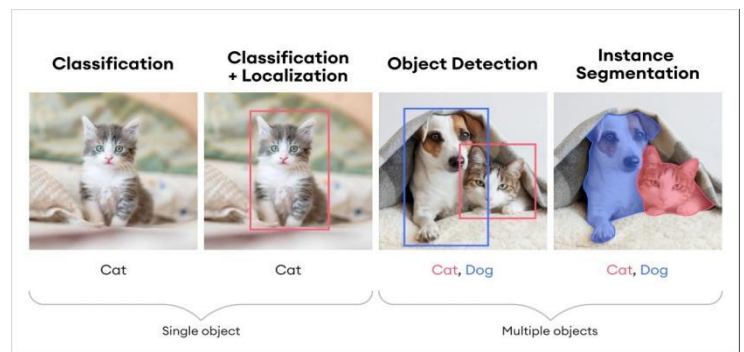 Classification
Classification
+ Localization
Object Detection
Instance
Segmentation
Cat
Cat
Cat, Dog
Cat, Dog
Single object
Multiple objects